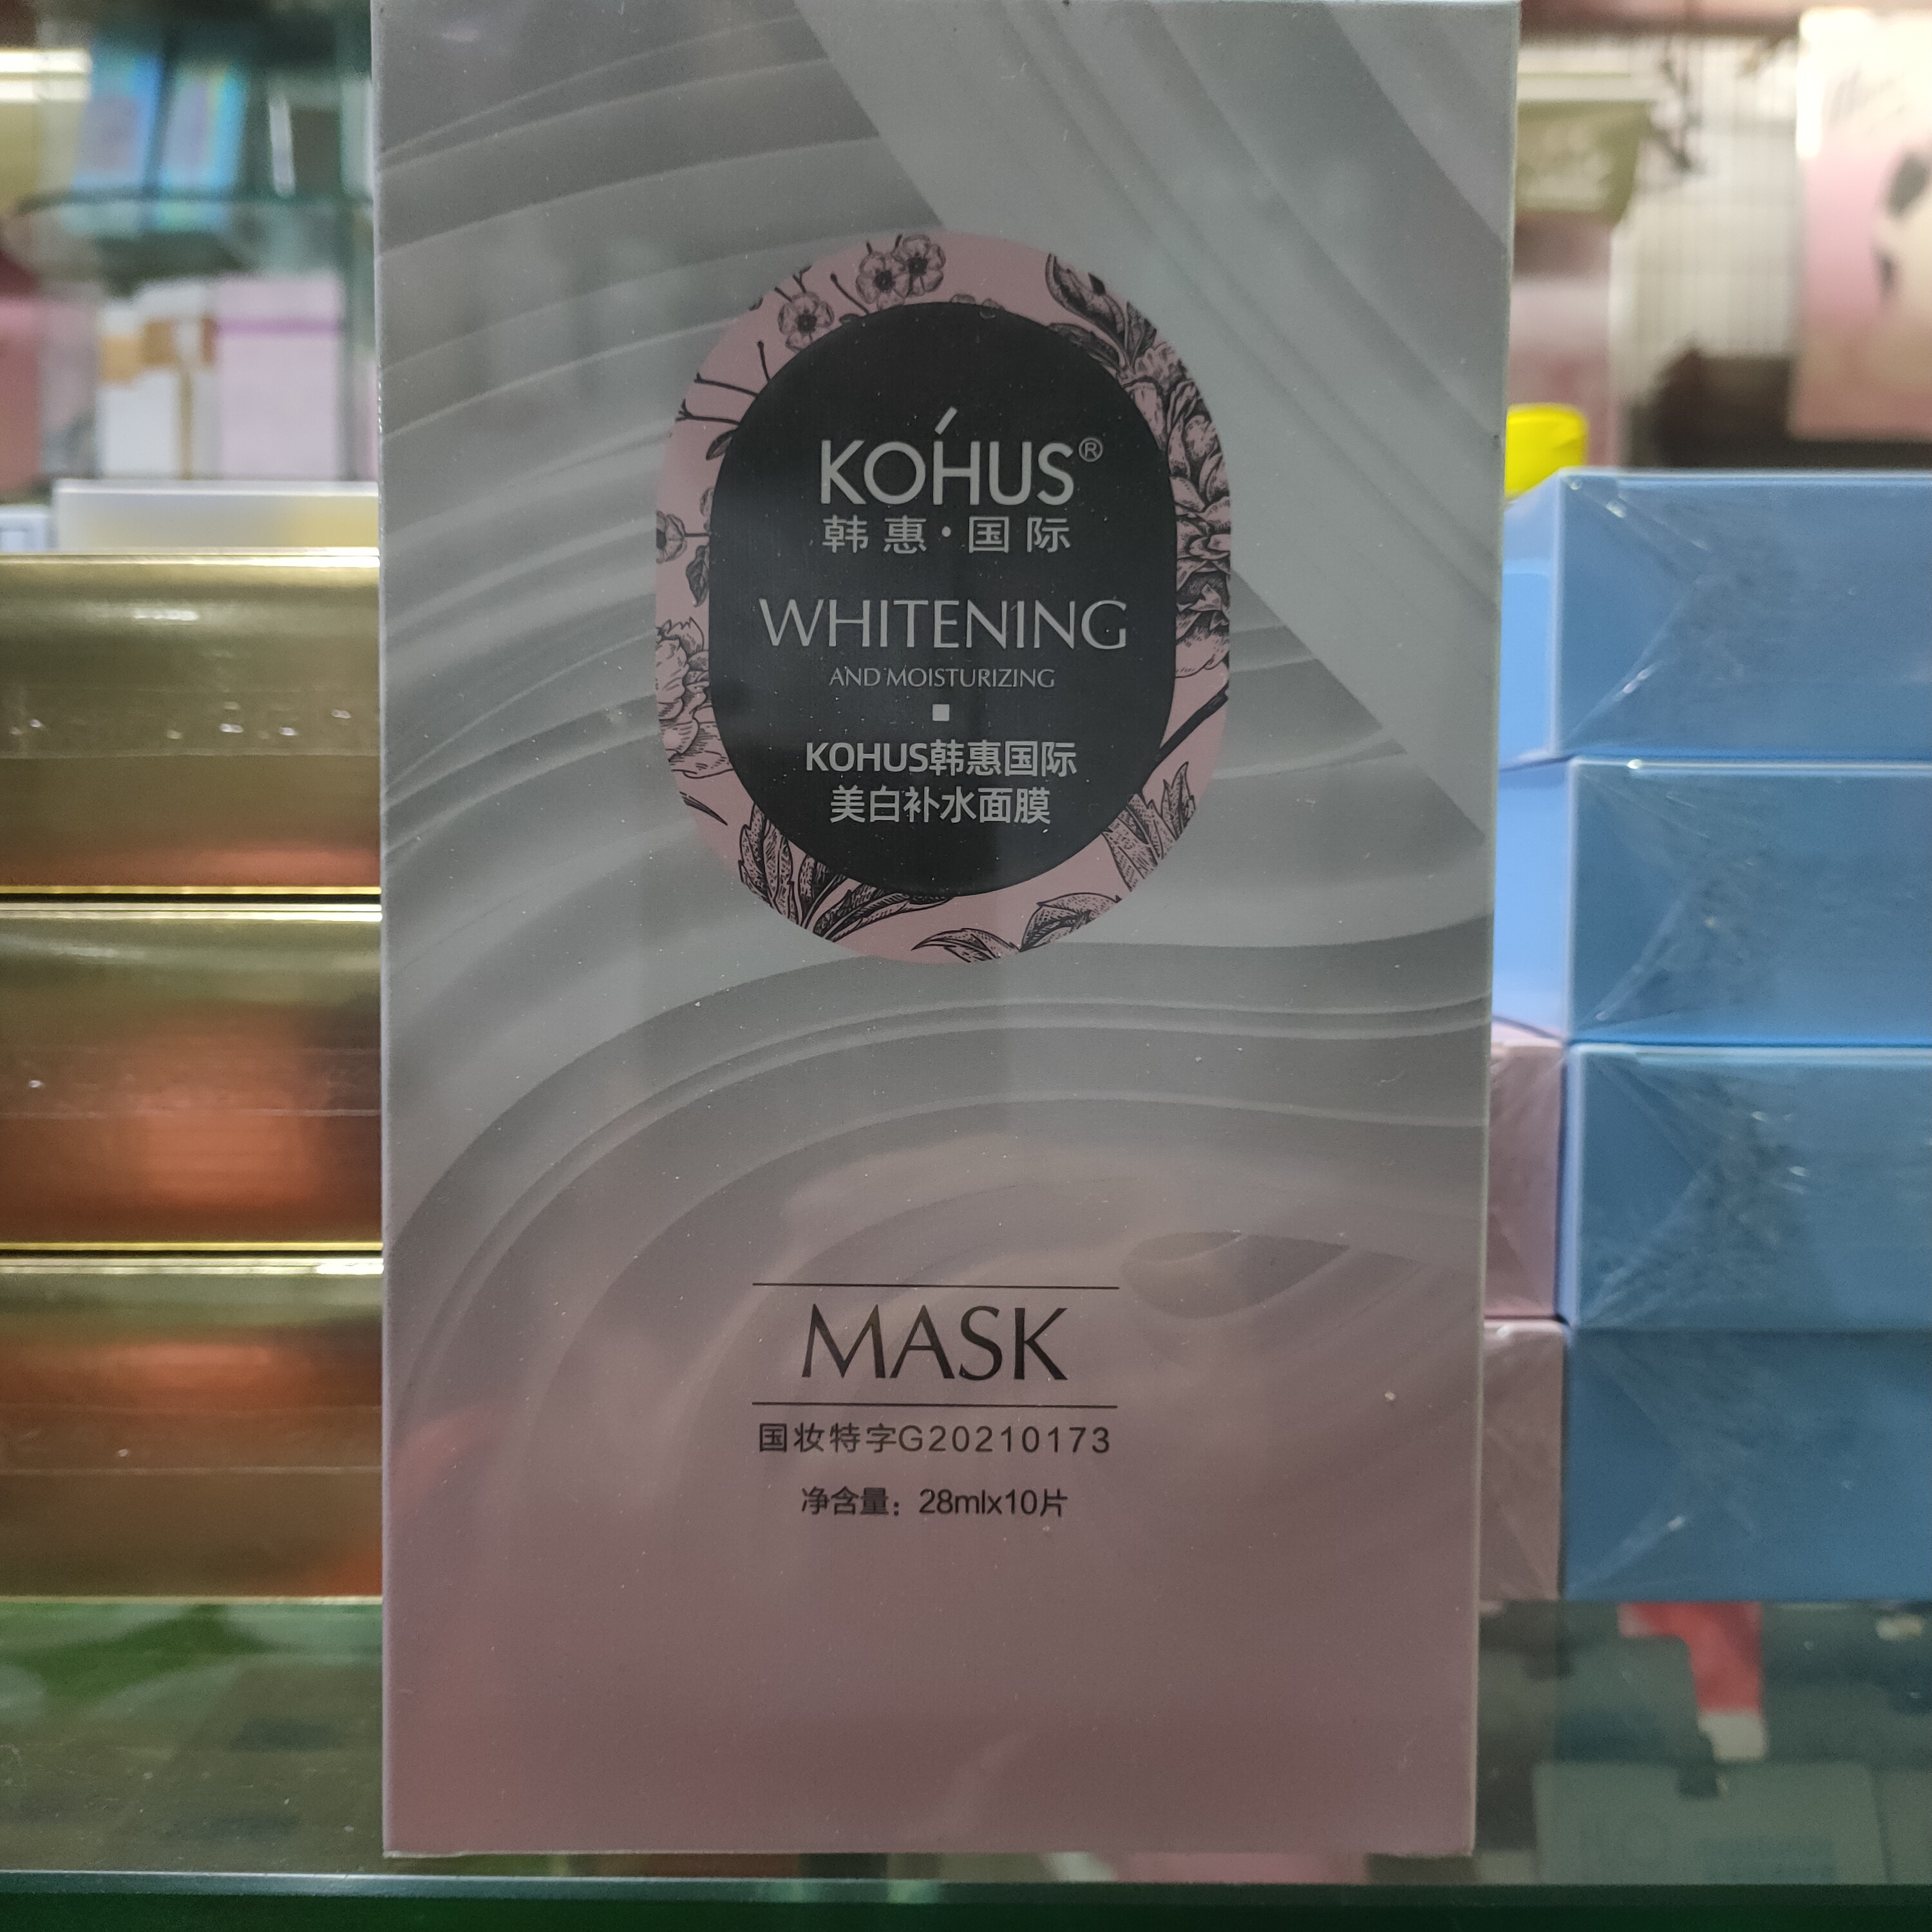 KOHUS®
韩惠·国际
WHITENING
AND MOISTURIZING
KOHUS韩惠国际
美白补水面膜
MASK
国妆特字G20210173
净含量：28mlx10片